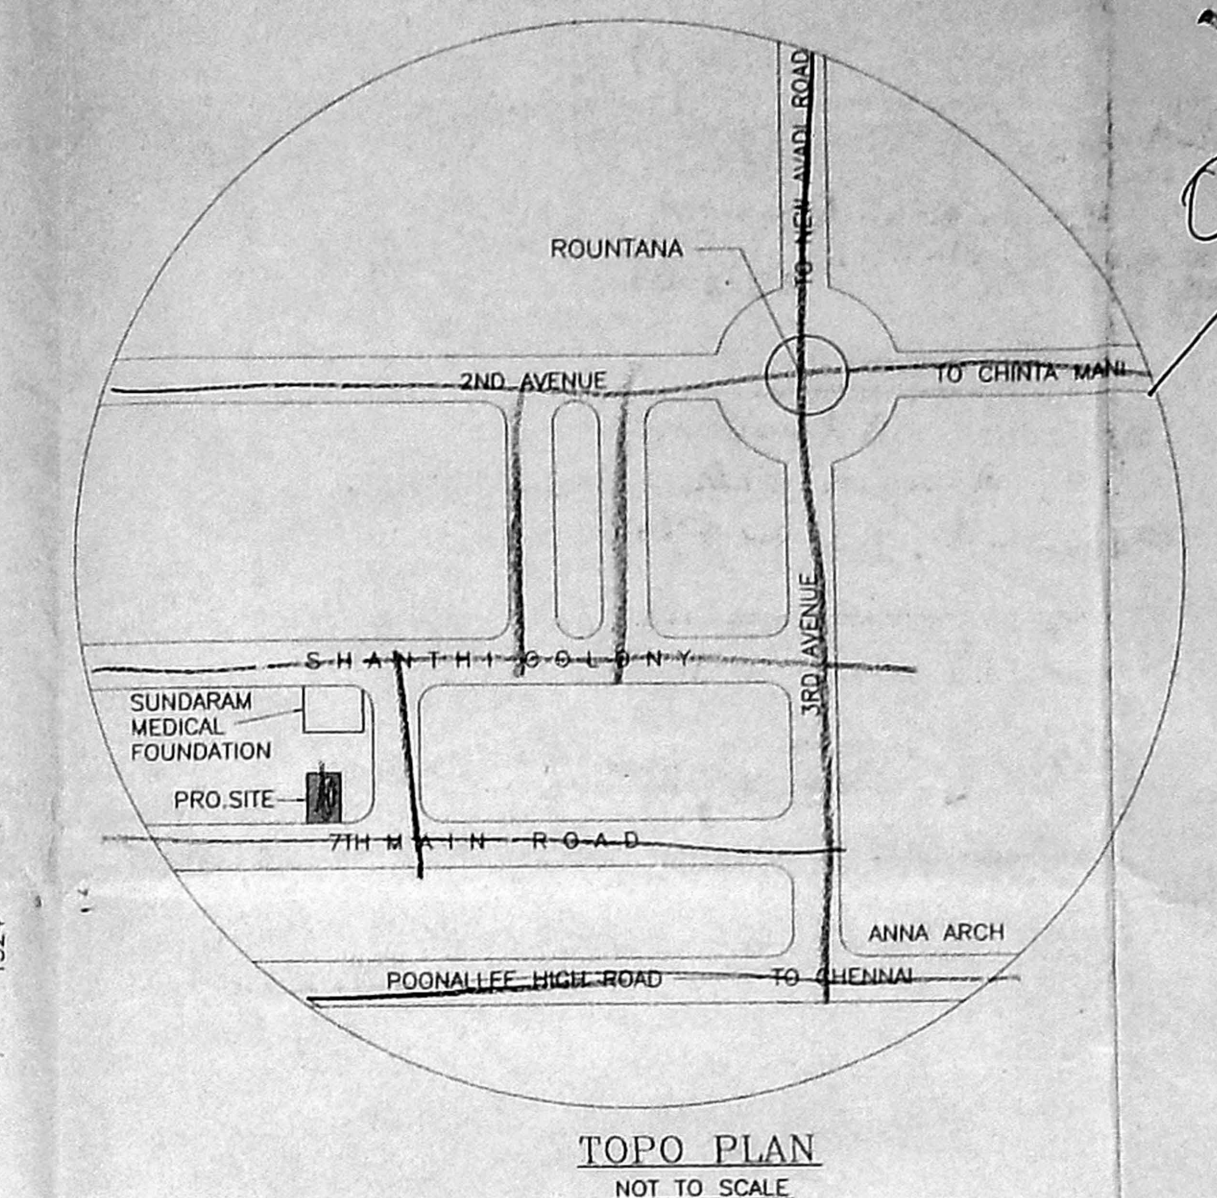 TO NEW AVADI ROAD
ROUNTANA
2ND AVENUE
TO CHINTA MANI
3RD AVENUE
SHANTHI COLONY
SUNDARAM
MEDICAL
FOUNDATION
PRO.SITE
7TH MAIN ROAD
ANNA ARCH
POONALLEE HIGH ROAD
TO CHENNAI
TOPO PLAN
NOT TO SCALE